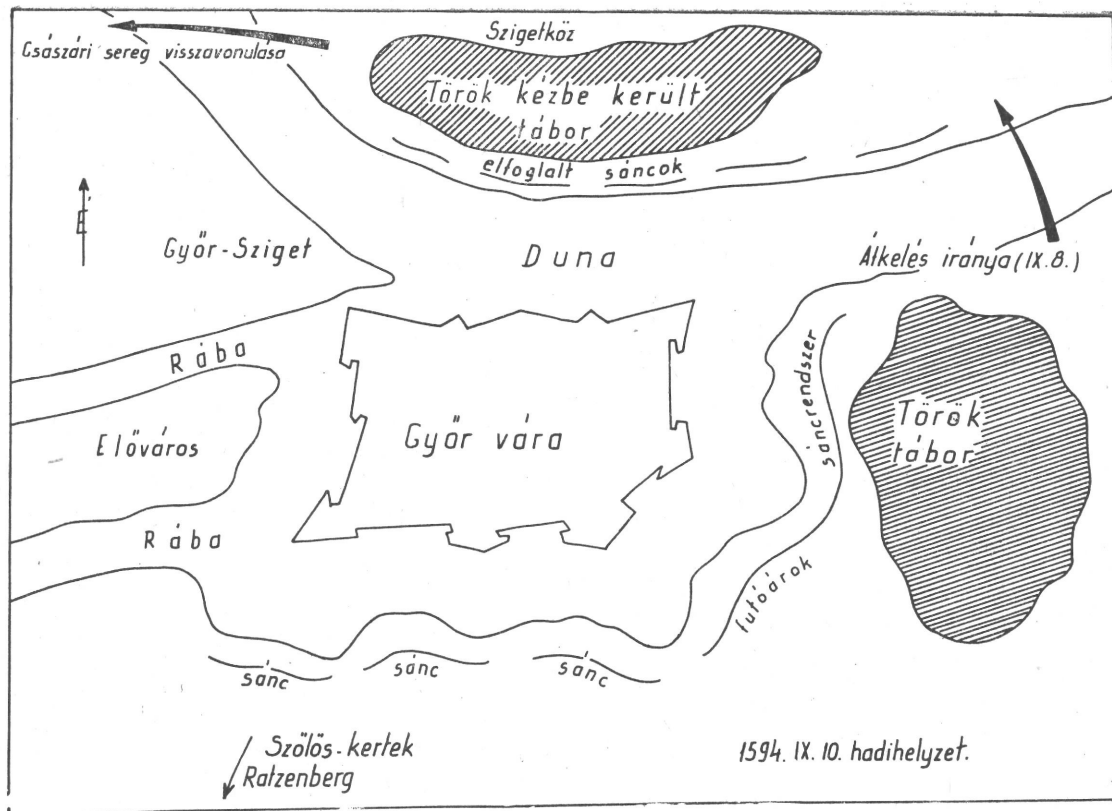 Szigetköz
Császári sereg visszavonulása
Török kézbe került
tábor
elfoglalt sáncok
É
Győr-Sziget
Duna
Átkelés iránya (IX.8.)
Rába
sáncrendszer
Török
tábor
Előváros
Győr vára
Rába
futóárok
sánc
sánc
sánc
Szőlős-kertek
Ratzenberg
1594. IX. 10. hadihelyzet.